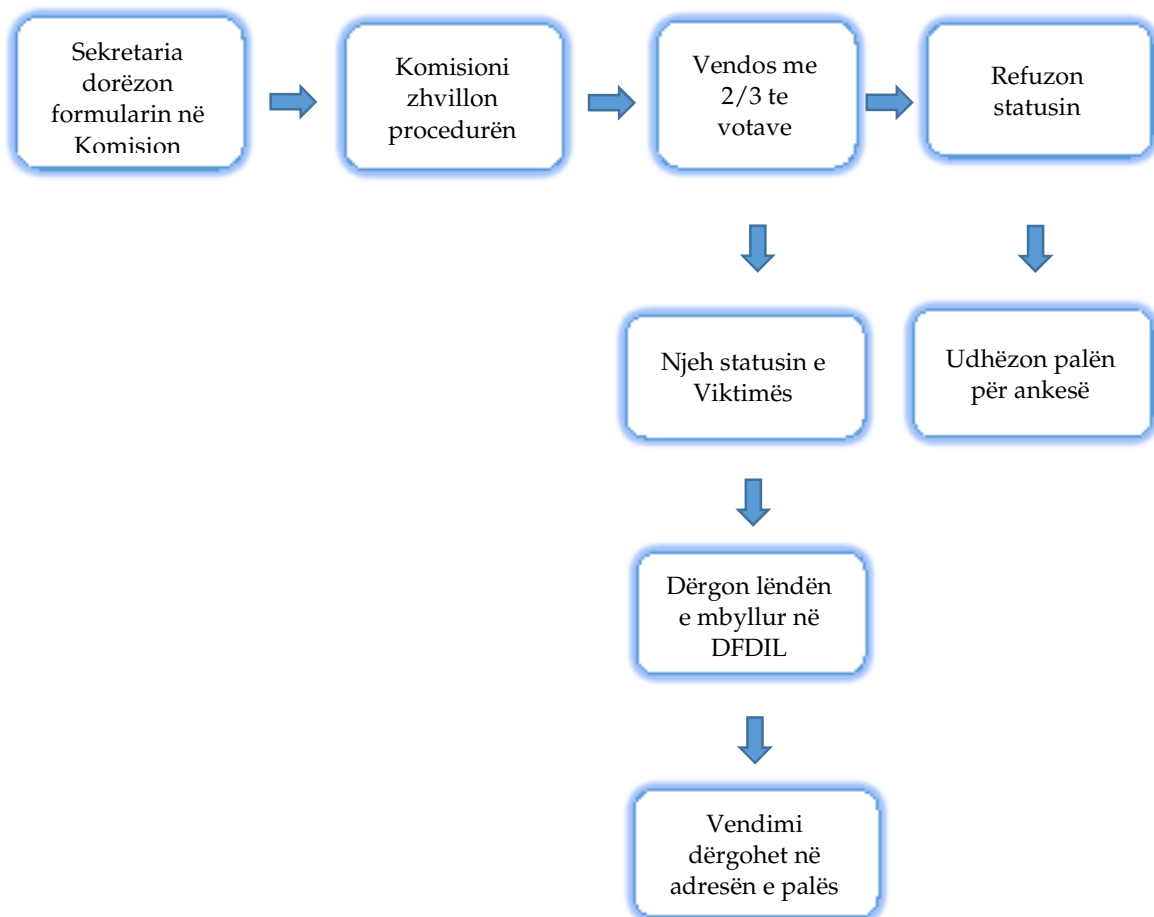 Sekretaria
dorëzon
formularin në
Komision
Komisioni
zhvillon
procedurën
Vendos me
2/3 te
votave
Refuzon
statusin
Njeh statusin e
Viktimës
Udhëzon palën
për ankesë
Dërgon lëndën
e mbyllur në
DFDIL
Vendimi
dërgohet në
adresën e palës